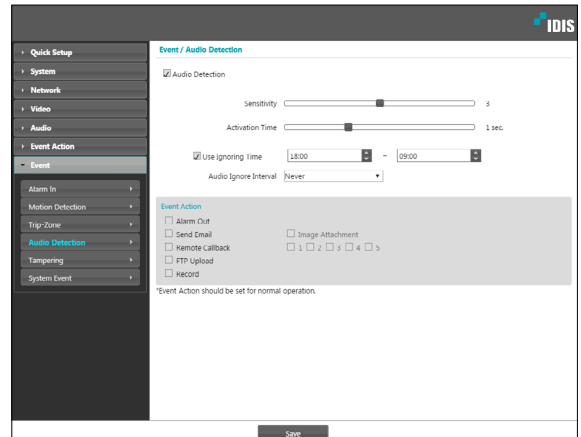 IDIS
Quick Setup
System
Network
Video
Audio
Event Action
Event
Alarm In
Motion Detection
Trip-Zone
Audio Detection
Tampering
System Event
Event / Audio Detection
Audio Detection
Sensitivity 3
Activation Time 1 sec.
Use Ignoring Time 18:00 – 09:00
Audio Ignore Interval Never
Event Action
Alarm Out
Send Email Image Attachment
Remote Callback 1 2 3 4 5
FTP Upload
Record
*Event Action should be set for normal operation.
Save